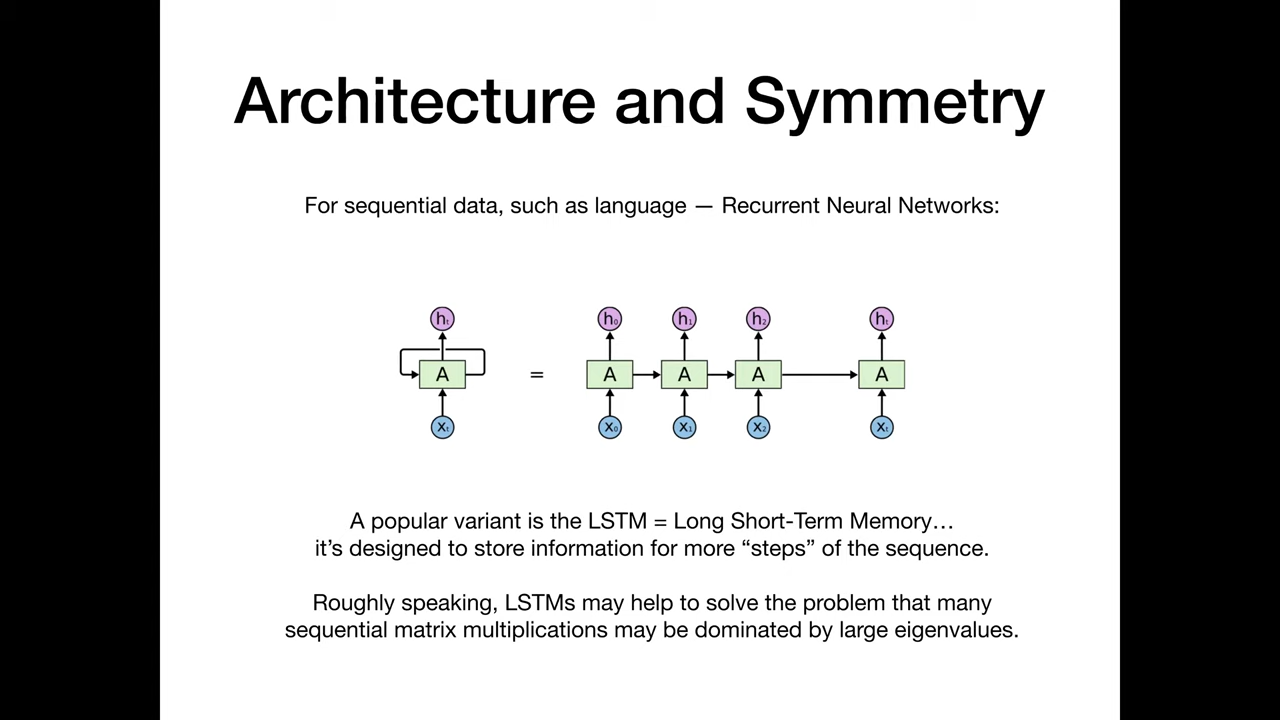 Architecture and Symmetry
For sequential data, such as language — Recurrent Neural Networks:
hₜ h₀ h₁ h₂ hₜ
A = A A A A
xₜ x₀ x₁ x₂ xₜ
A popular variant is the LSTM = Long Short-Term Memory…
it’s designed to store information for more “steps” of the sequence.
Roughly speaking, LSTMs may help to solve the problem that many
sequential matrix multiplications may be dominated by large eigenvalues.